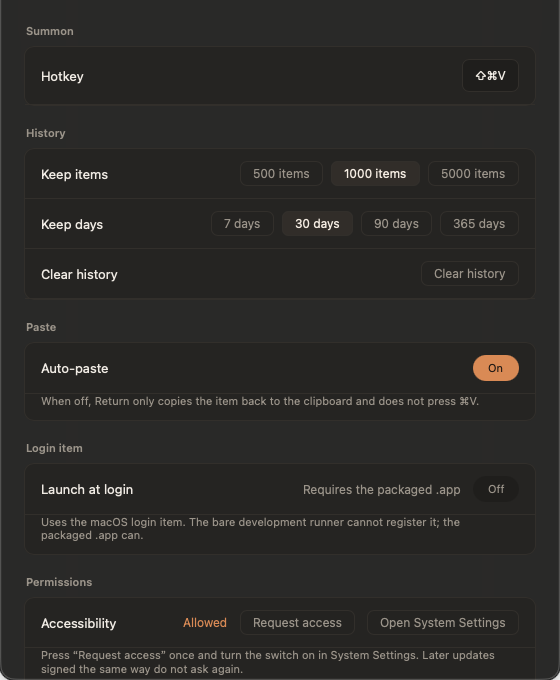 Summon
Hotkey ⇧⌘V
History
Keep items 500 items 1000 items 5000 items
Keep days 7 days 30 days 90 days 365 days
Clear history Clear history
Paste
Auto-paste On
When off, Return only copies the item back to the clipboard and does not press ⌘V.
Login item
Launch at login Requires the packaged .app Off
Uses the macOS login item. The bare development runner cannot register it; the
packaged .app can.
Permissions
Accessibility Allowed Request access Open System Settings
Press “Request access” once and turn the switch on in System Settings. Later updates
signed the same way do not ask again.